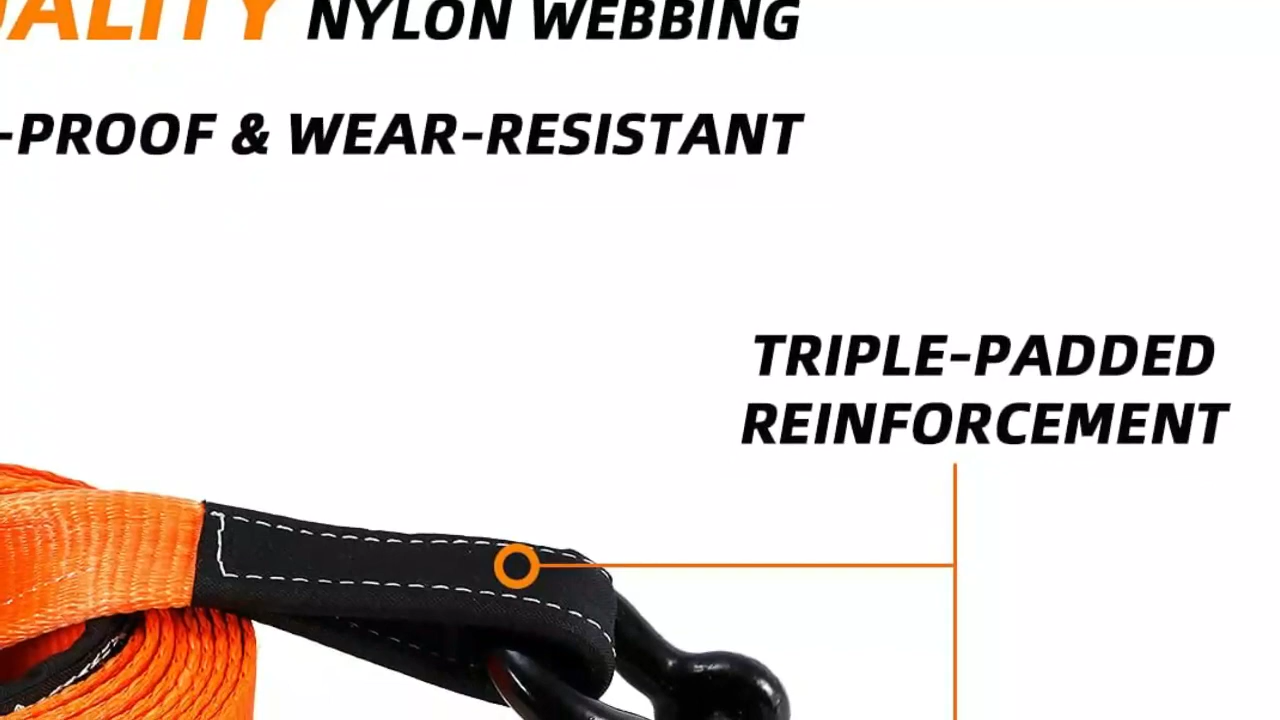 NYLON WEBBING
-PROOF & WEAR-RESISTANT
TRIPLE-PADDED
REINFORCEMENT